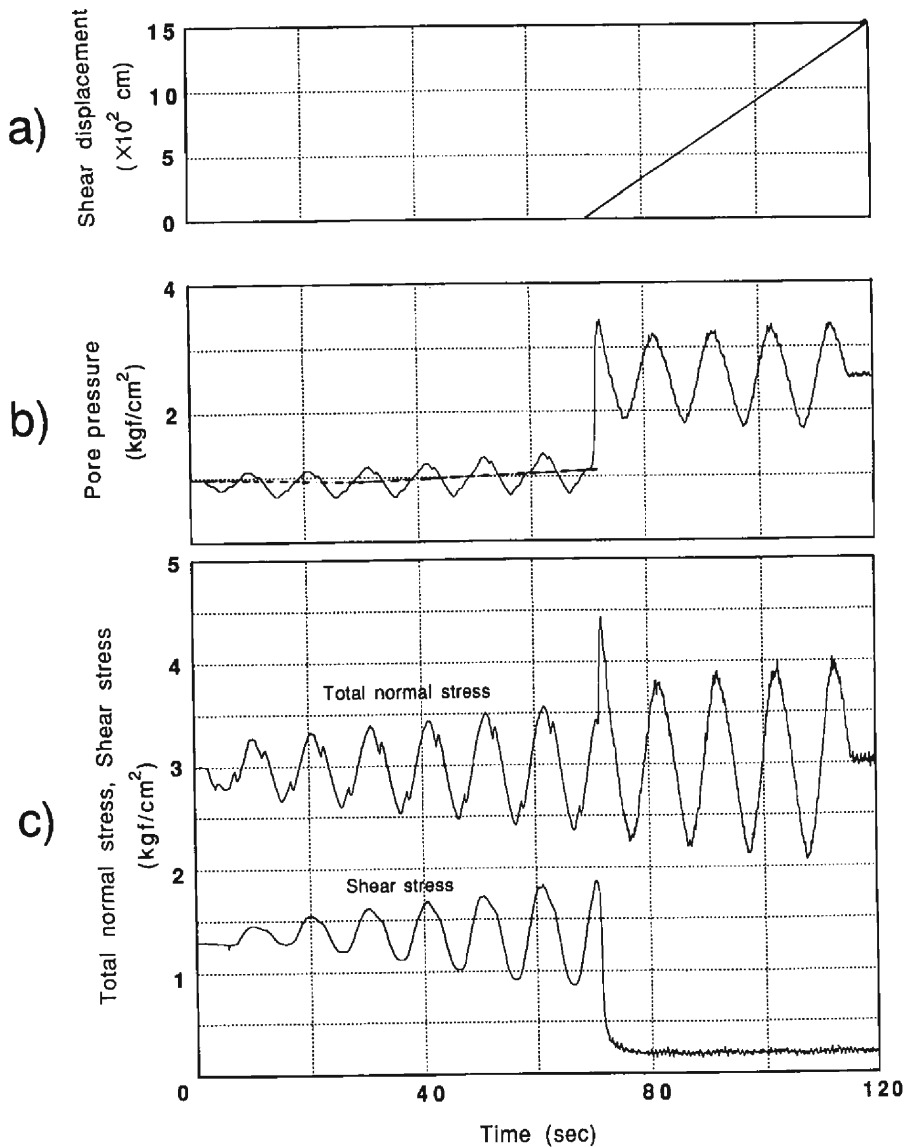 a)
Shear displacement
(X10² cm)
15
10
5
0
b)
Pore pressure
(kgf/cm²)
4
2
c)
Total normal stress, Shear stress
(kgf/cm²)
5
4
3
2
1
Total normal stress
Shear stress
0
40
80
120
Time (sec)